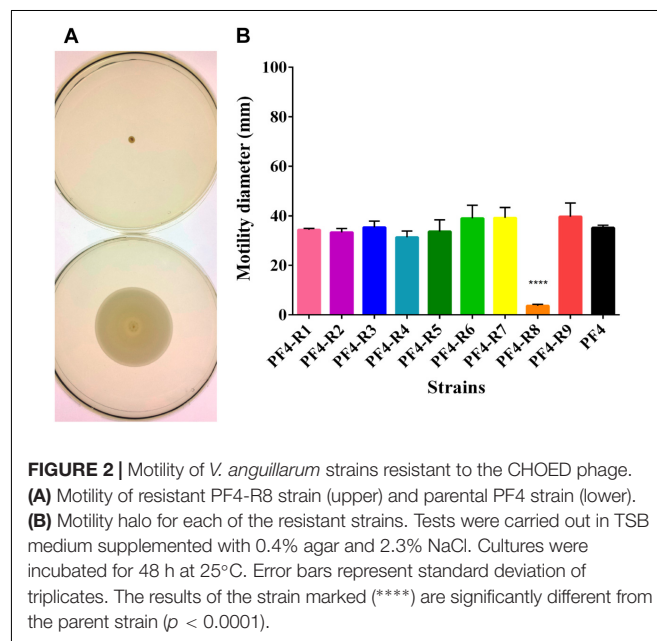 A
B
Motility diameter (mm)
100
80
60
40
20
0
****
PF4-R1
PF4-R2
PF4-R3
PF4-R4
PF4-R5
PF4-R6
PF4-R7
PF4-R8
PF4-R9
PF4
Strains
FIGURE 2 | Motility of V. anguillarum strains resistant to the CHOED phage.
(A) Motility of resistant PF4-R8 strain (upper) and parental PF4 strain (lower).
(B) Motility halo for each of the resistant strains. Tests were carried out in TSB
medium supplemented with 0.4% agar and 2.3% NaCl. Cultures were
incubated for 48 h at 25°C. Error bars represent standard deviation of
triplicates. The results of the strain marked (****) are significantly different from
the parent strain (p < 0.0001).